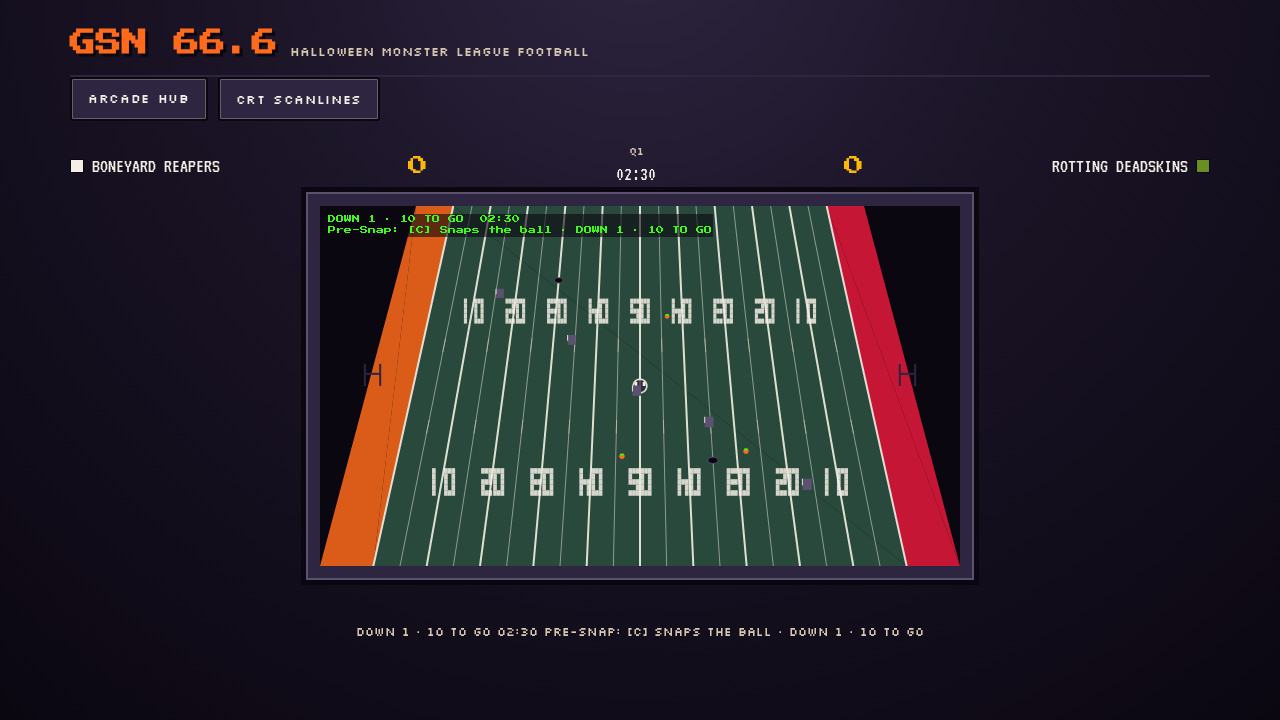 GSN 66.6 HALLOWEEN MONSTER LEAGUE FOOTBALL
ARCADE HUB CRT SCANLINES
Q1
BONEYARD REAPERS 0 02:30 0 ROTTING DEADSKINS
DOWN 1 · 10 TO GO 02:30
Pre-Snap: [C] Snaps the ball · DOWN 1 · 10 TO GO
10 20 30 40 50 40 30 20 10
10 20 30 40 50 40 30 20 10
DOWN 1 · 10 TO GO 02:30 PRE-SNAP: [C] SNAPS THE BALL · DOWN 1 · 10 TO GO